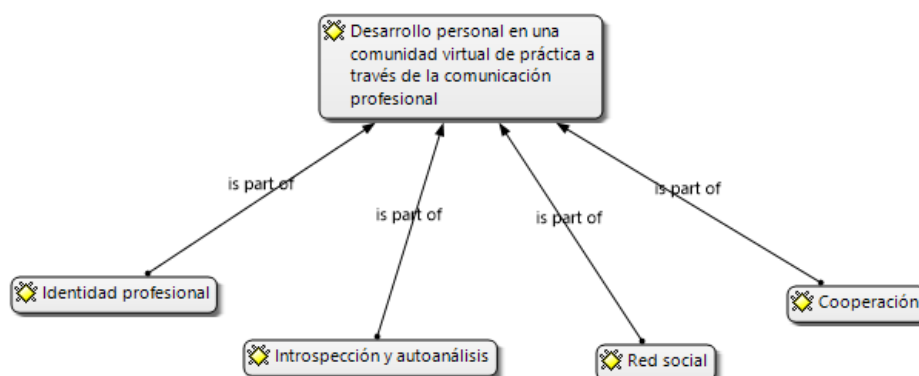 Desarrollo personal en una
comunidad virtual de práctica a
través de la comunicación
profesional
is part of
is part of
is part of
is part of
Identidad profesional
Cooperación
Introspección y autoanálisis
Red social